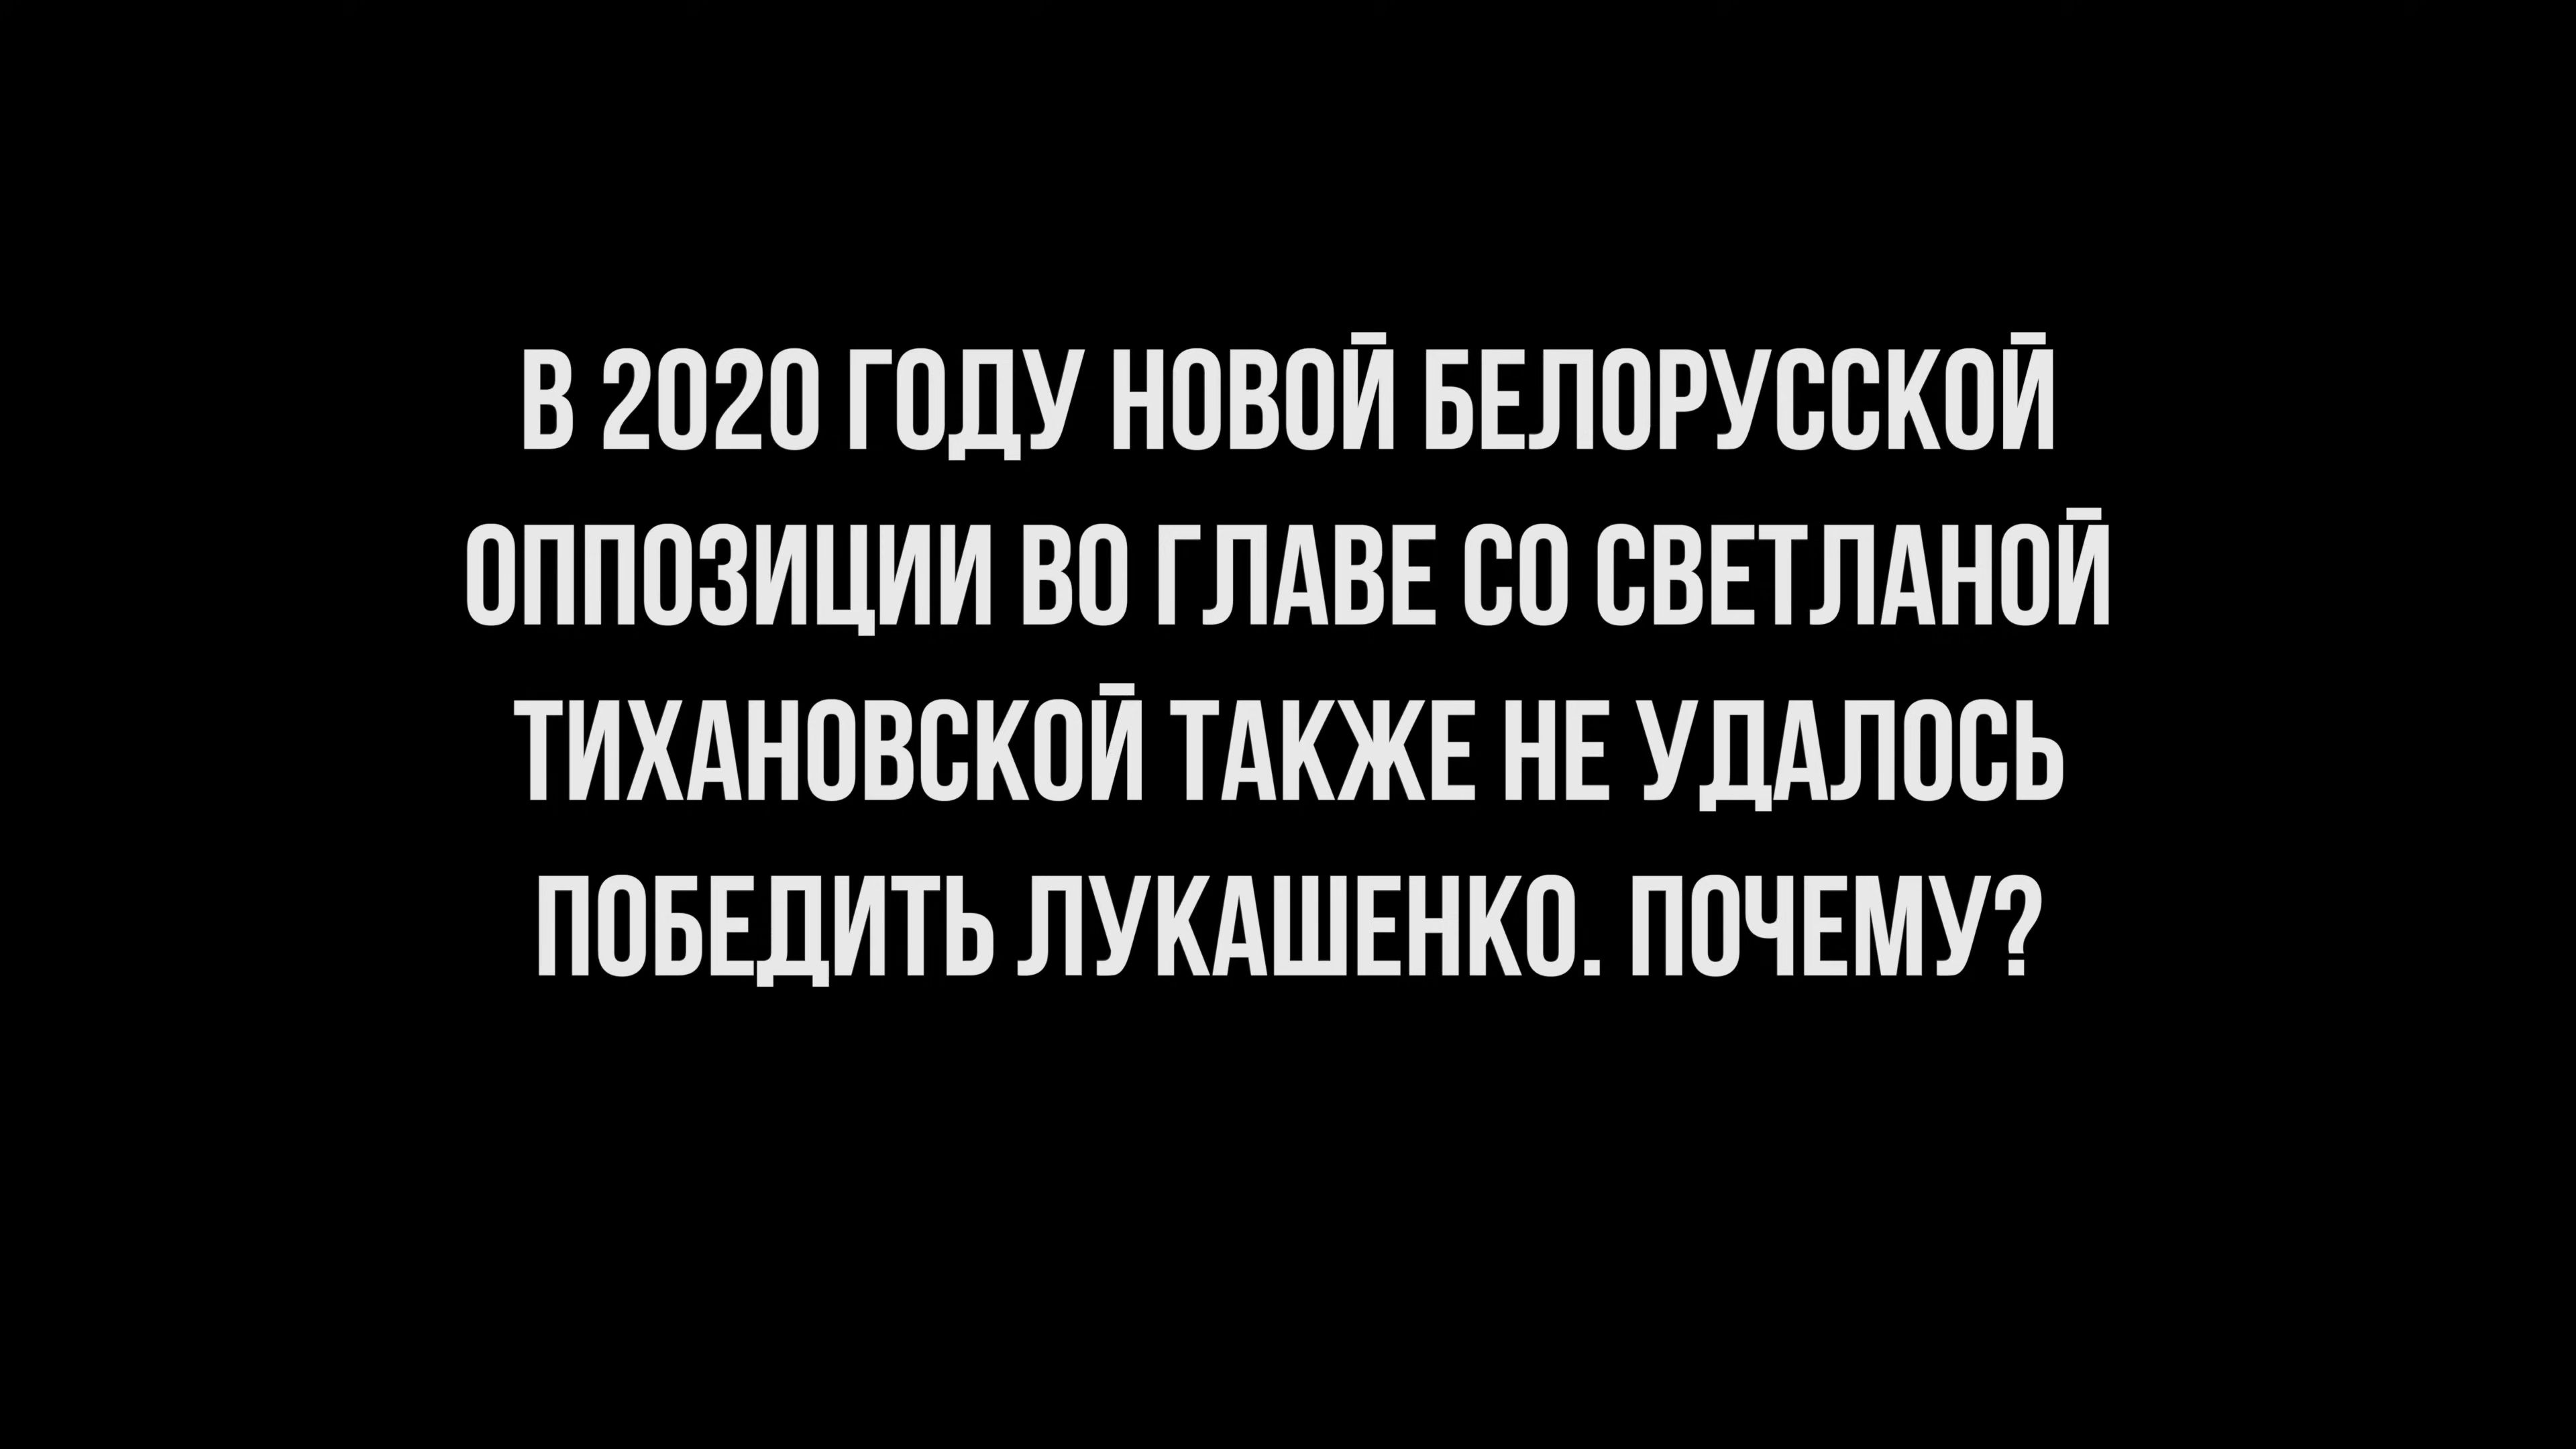 В 2020 ГОДУ НОВОЙ БЕЛОРУССКОЙ
ОППОЗИЦИИ ВО ГЛАВЕ СО СВЕТЛАНОЙ
ТИХАНОВСКОЙ ТАКЖЕ НЕ УДАЛОСЬ
ПОБЕДИТЬ ЛУКАШЕНКО. ПОЧЕМУ?